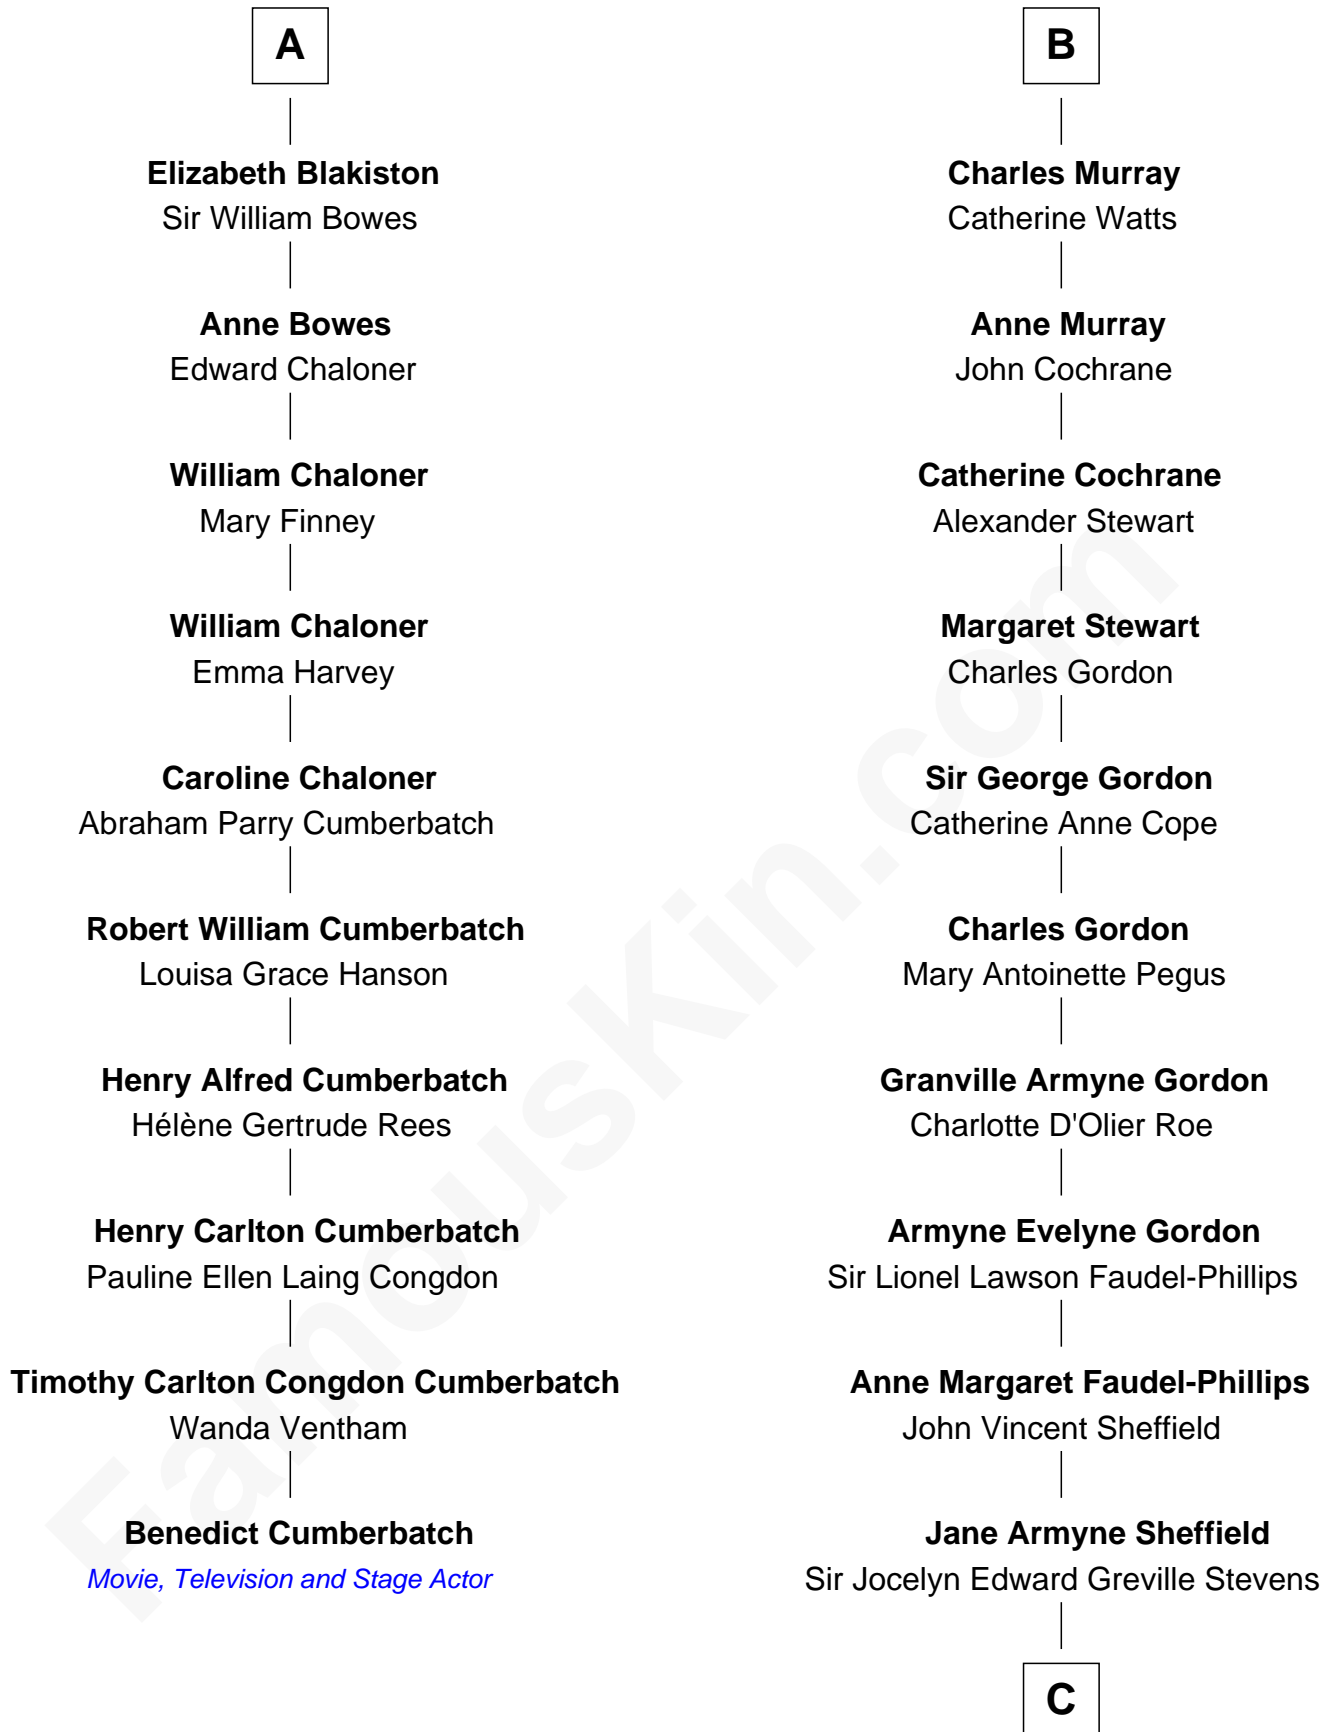 A
Elizabeth Blakiston
Sir William Bowes
Anne Bowes
Edward Chaloner
William Chaloner
Mary Finney
William Chaloner
Emma Harvey
Caroline Chaloner
Abraham Parry Cumberbatch
Robert William Cumberbatch
Louisa Grace Hanson
Henry Alfred Cumberbatch
Hélène Gertrude Rees
Henry Carlton Cumberbatch
Pauline Ellen Laing Congdon
Timothy Carlton Congdon Cumberbatch
Wanda Ventham
Benedict Cumberbatch
Movie, Television and Stage Actor
B
Charles Murray
Catherine Watts
Anne Murray
John Cochrane
Catherine Cochrane
Alexander Stewart
Margaret Stewart
Charles Gordon
Sir George Gordon
Catherine Anne Cope
Charles Gordon
Mary Antoinette Pegus
Granville Armyne Gordon
Charlotte D'Olier Roe
Armyne Evelyne Gordon
Sir Lionel Lawson Faudel-Phillips
Anne Margaret Faudel-Phillips
John Vincent Sheffield
Jane Armyne Sheffield
Sir Jocelyn Edward Greville Stevens
C
FamousKin.com